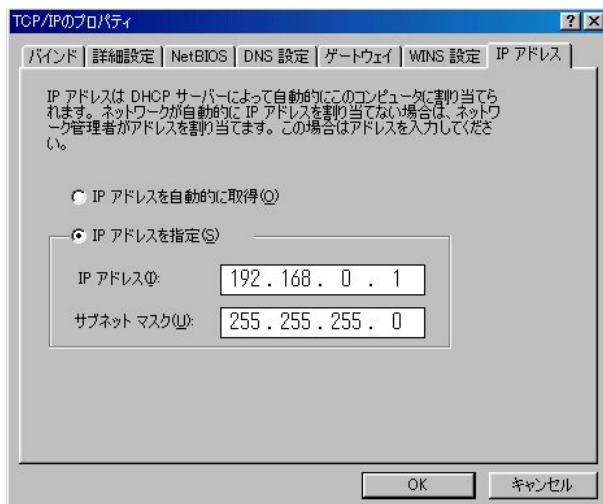 TCP/IPのプロパティ
バインド 詳細設定 NetBIOS DNS 設定 ゲートウェイ WINS 設定 IP アドレス
IP アドレスは DHCP サーバーによって自動的にこのコンピュータに割り当てら
れます。ネットワークが自動的に IP アドレスを割り当てない場合は、ネットワ
ーク管理者がアドレスを割り当てます。この場合はアドレスを入力してくださ
い。
IP アドレスを自動的に取得(O)
IP アドレスを指定(S)
IP アドレス(I): 192 . 168 . 0 . 1
サブネット マスク(U): 255 . 255 . 255 . 0
OK キャンセル